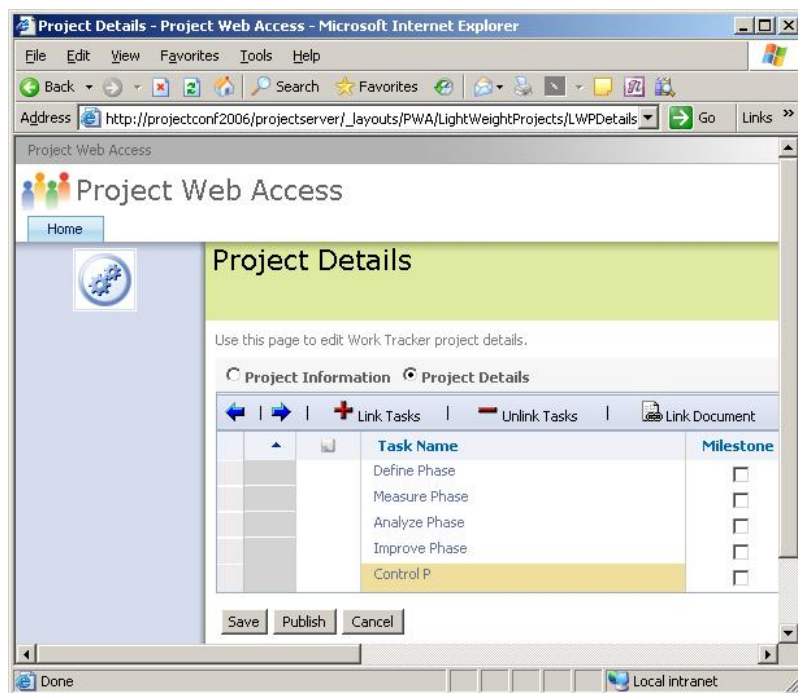 Project Details - Project Web Access - Microsoft Internet Explorer
File Edit View Favorites Tools Help
Back Search Favorites
Address http://projectconf2006/projectserver/_layouts/PWA/LightWeightProjects/LWPDetails Go Links »
Project Web Access
Project Web Access
Home
Project Details
Use this page to edit Work Tracker project details.
Project Information Project Details
Link Tasks Unlink Tasks Link Document
Task Name Milestone
Define Phase
Measure Phase
Analyze Phase
Improve Phase
Control P
Save Publish Cancel
Done Local intranet